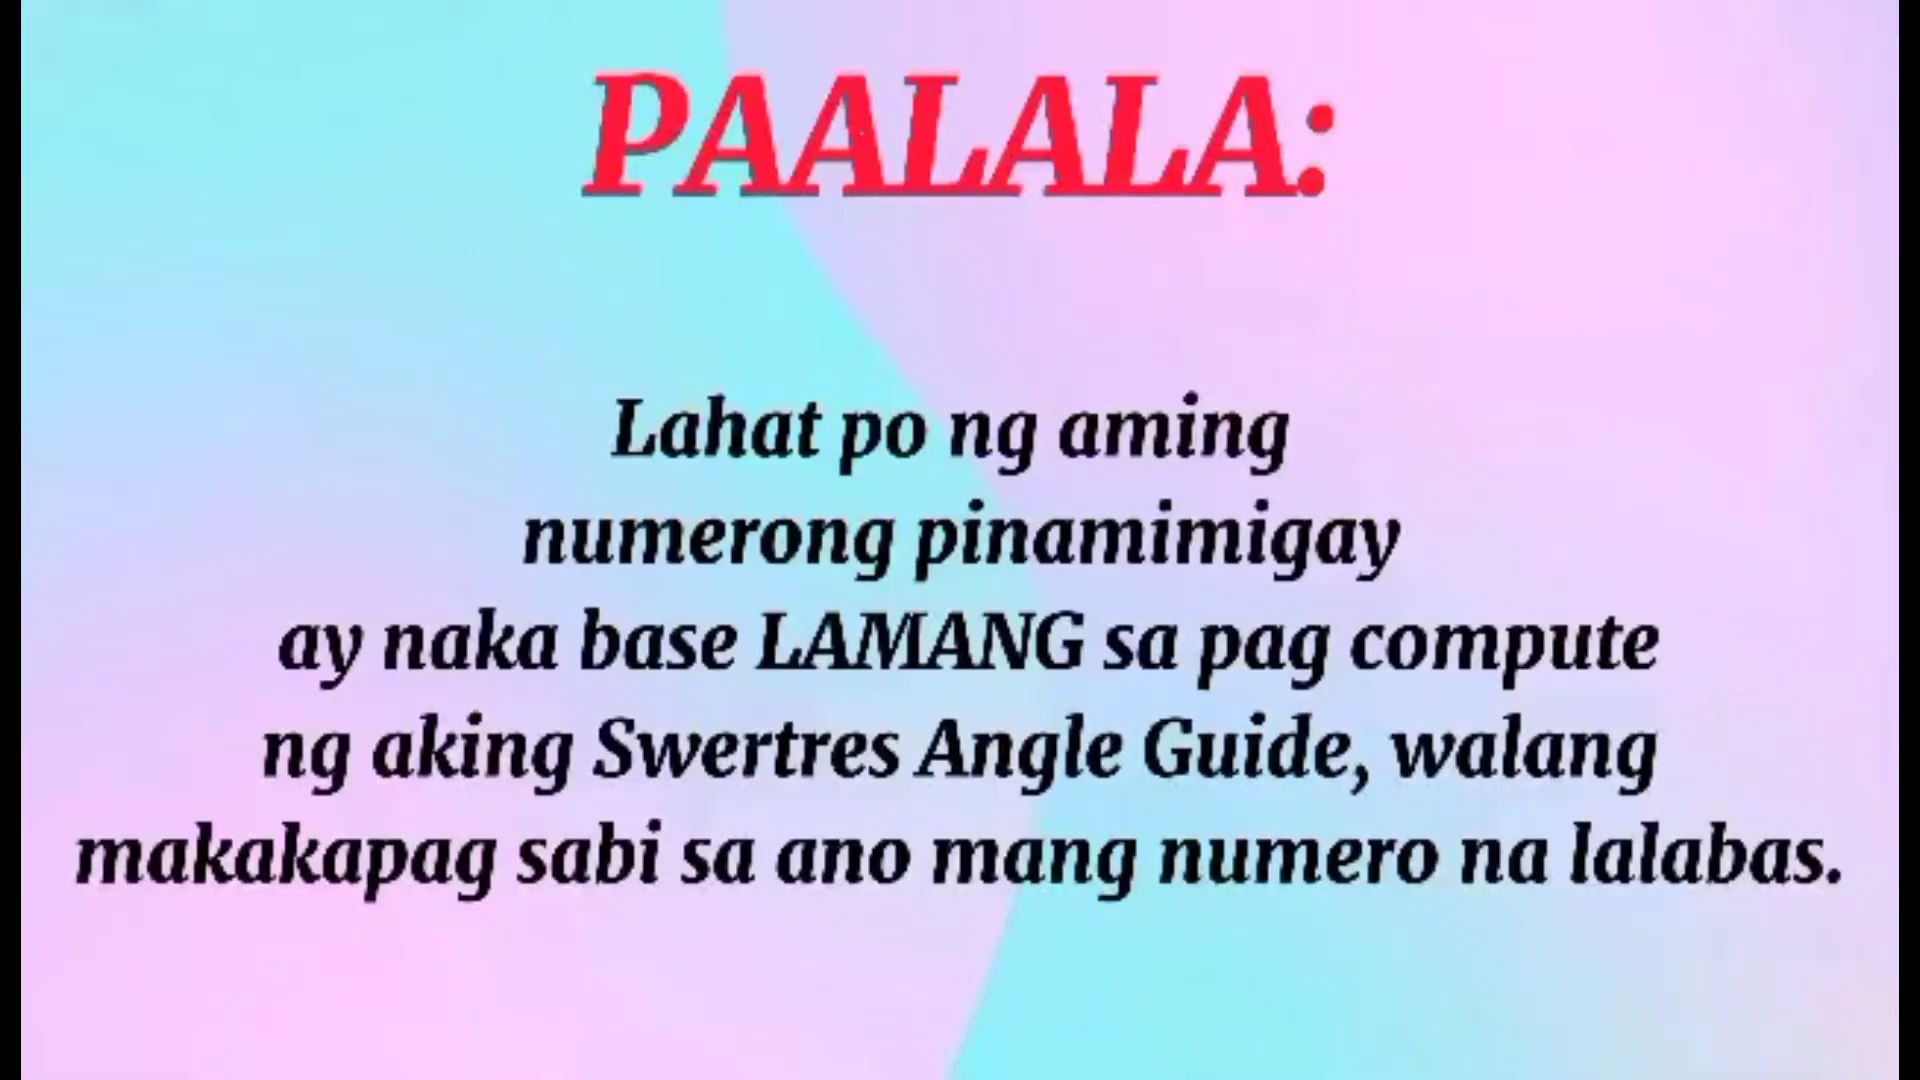 PAALALA:
Lahat po ng aming
numerong pinamimigay
ay naka base LAMANG sa pag compute
ng aking Swertres Angle Guide, walang
makakapag sabi sa ano mang numero na lalabas.